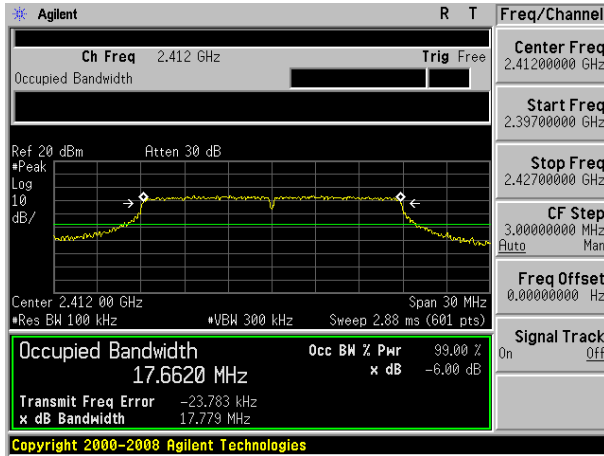 Agilent R T
Freq/Channel
Ch Freq 2.412 GHz Trig Free
Occupied Bandwidth
Center Freq
2.41200000 GHz
Start Freq
2.39700000 GHz
Stop Freq
2.42700000 GHz
CF Step
3.00000000 MHz
Auto Man
Freq Offset
0.00000000 Hz
Signal Track
On Off
Ref 20 dBm Atten 30 dB
#Peak
Log
10
dB/
Center 2.412 00 GHz Span 30 MHz
#Res BW 100 kHz #VBW 300 kHz Sweep 2.88 ms (601 pts)
Occupied Bandwidth Occ BW % Pwr 99.00 %
17.6620 MHz x dB -6.00 dB
Transmit Freq Error -23.783 kHz
x dB Bandwidth 17.779 MHz
Copyright 2000-2008 Agilent Technologies